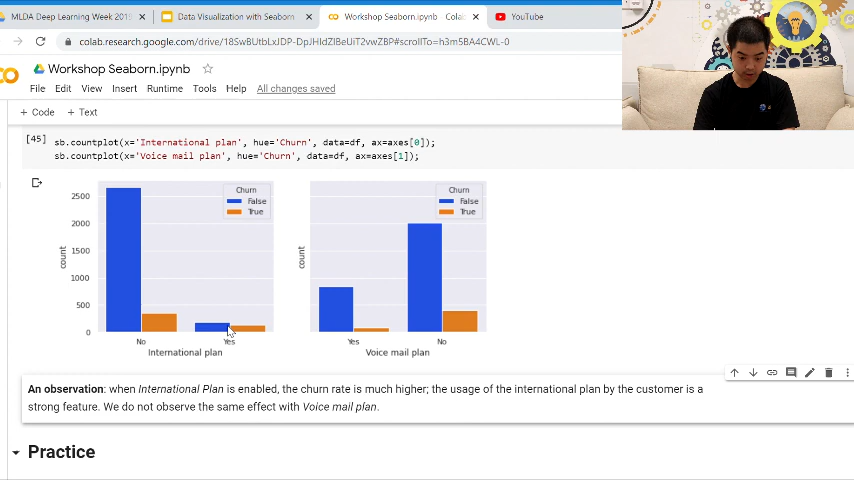 MLDA Deep Learning Week 2019
Data Visualization with Seaborn
Workshop Seaborn.ipynb - Colab
YouTube
colab.research.google.com/drive/
Workshop Seaborn.ipynb
File Edit View Insert Runtime Tools Help All changes saved
+ Code + Text
[45] sb.countplot(x='International plan', hue='Churn', data=df, ax=axes[0]);
sb.countplot(x='Voice mail plan', hue='Churn', data=df, ax=axes[1]);
Churn
False
True
2500
2000
1500
1000
500
0
count
No
Yes
International plan
Churn
False
True
count
Yes
No
Voice mail plan
An observation: when International Plan is enabled, the churn rate is much higher; the usage of the international plan by the customer is a
strong feature. We do not observe the same effect with Voice mail plan.
Practice